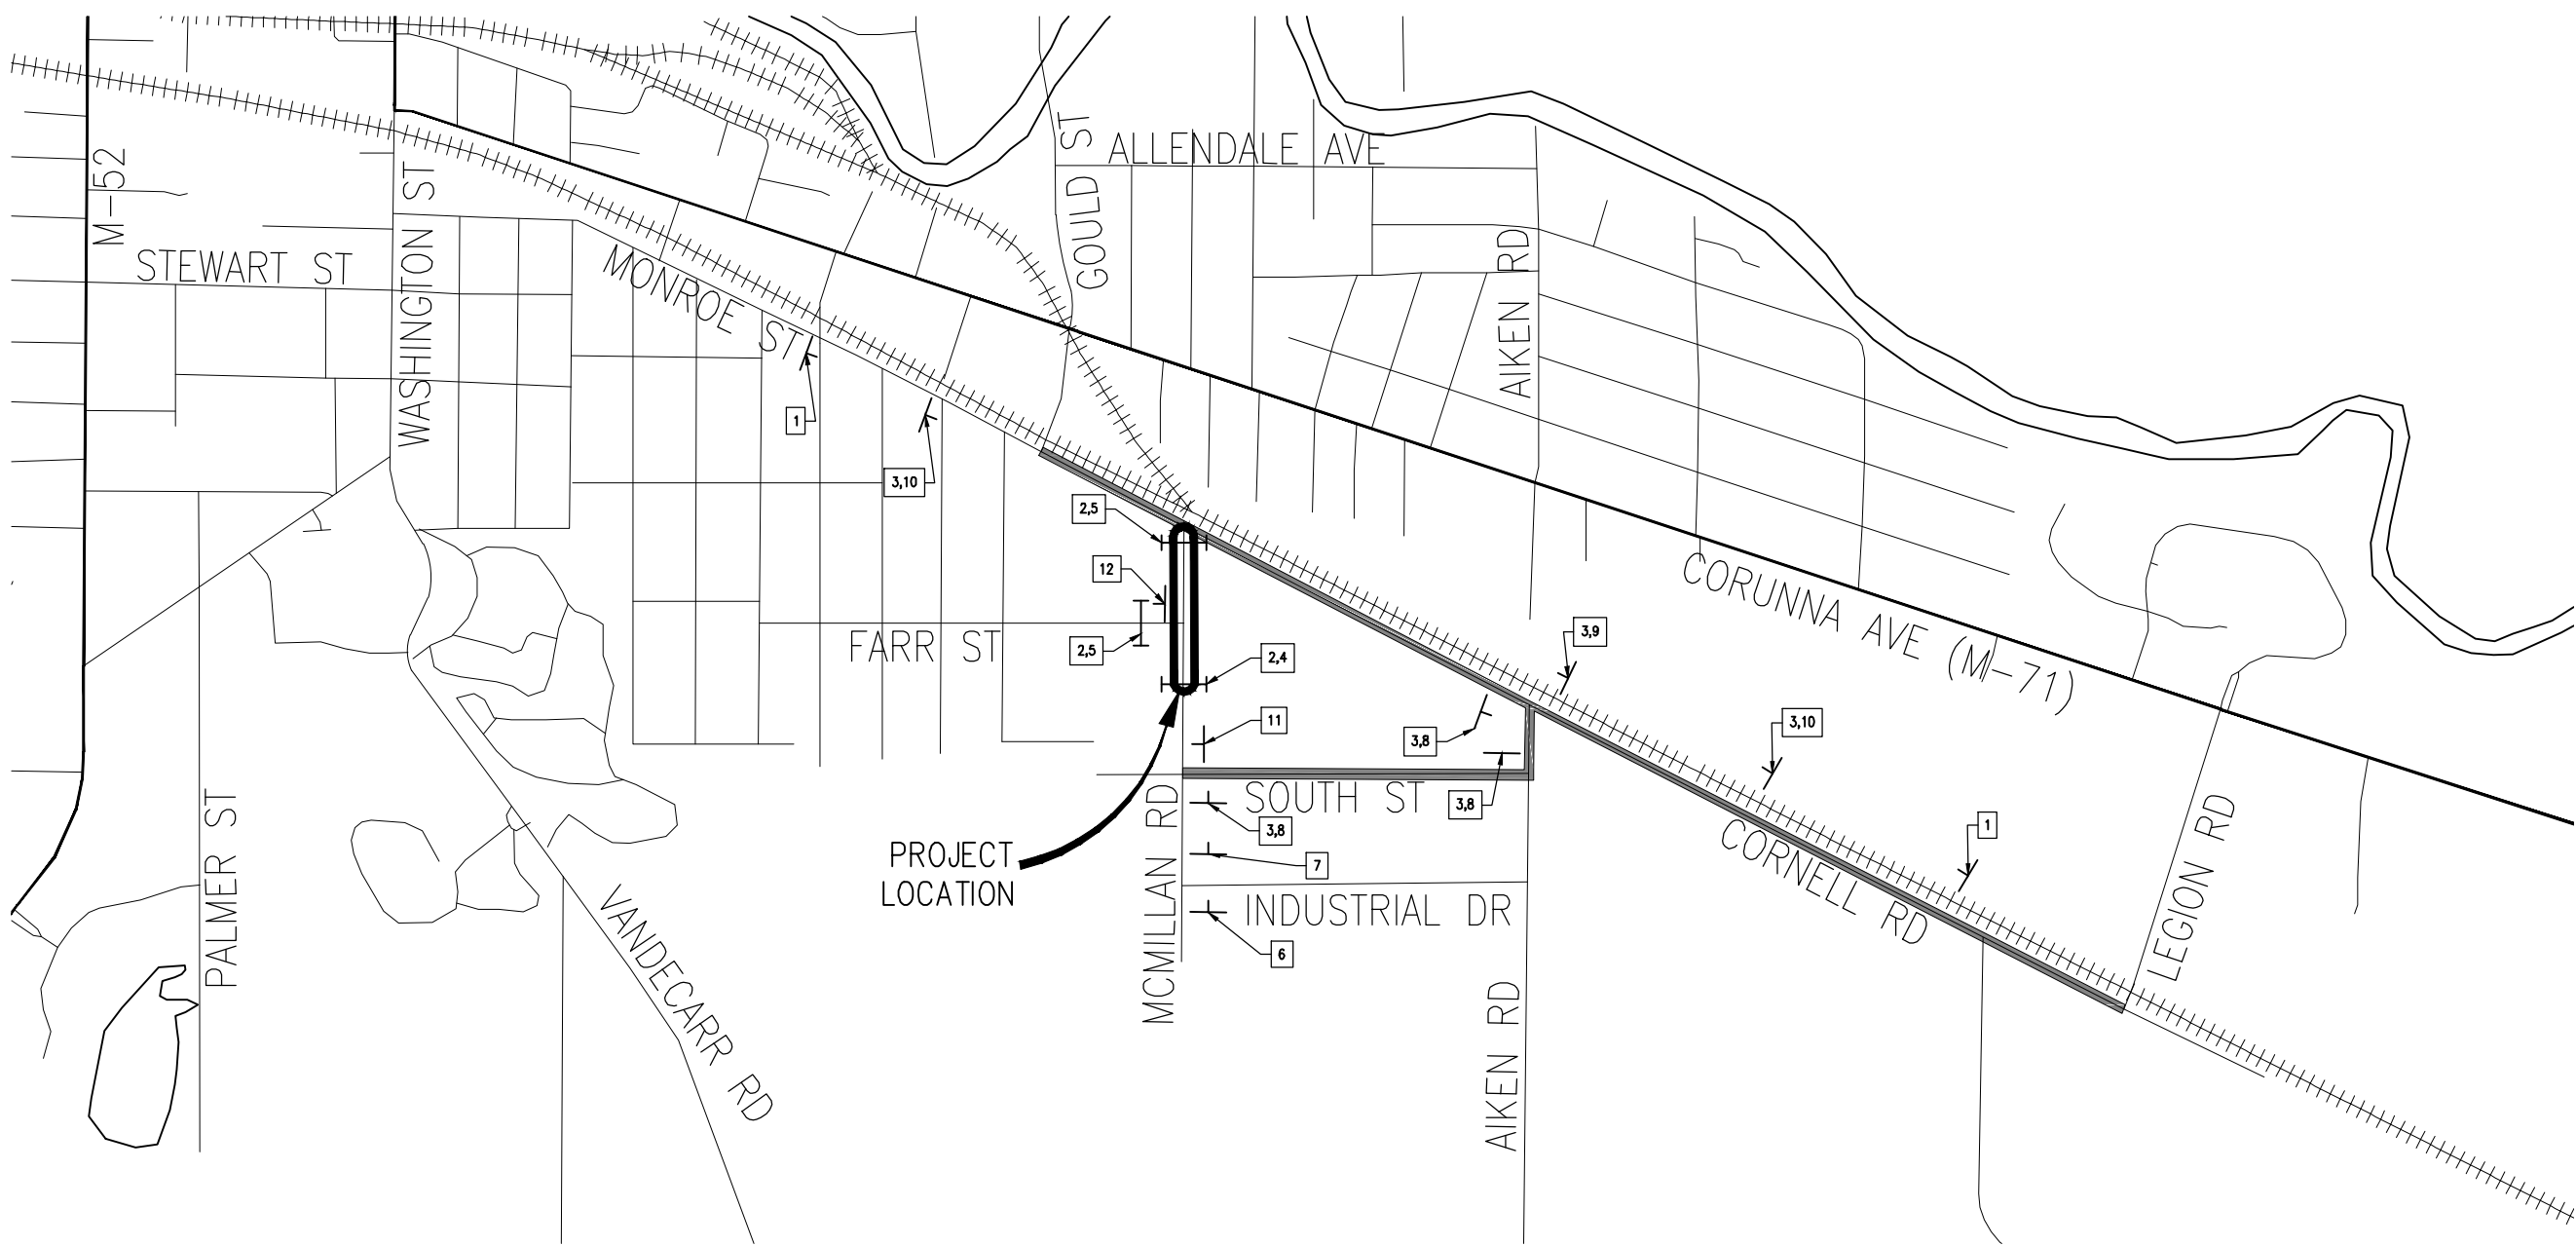 M-52
STEWART ST
WASHINGTON ST
MONROE ST
GOULD ST
ALLENDALE AVE
AIKEN RD
1
3,10
2,5
12
FARR ST
2,5
2,4
3,9
CORUNNA AVE (M-71)
11
3,8
3,10
SOUTH ST
3,8
3,8
1
PROJECT
LOCATION
7
CORNELL RD
LEGION RD
PALMER ST
VANDECARR RD
MCMILLAN RD
INDUSTRIAL DR
6
AIKEN RD